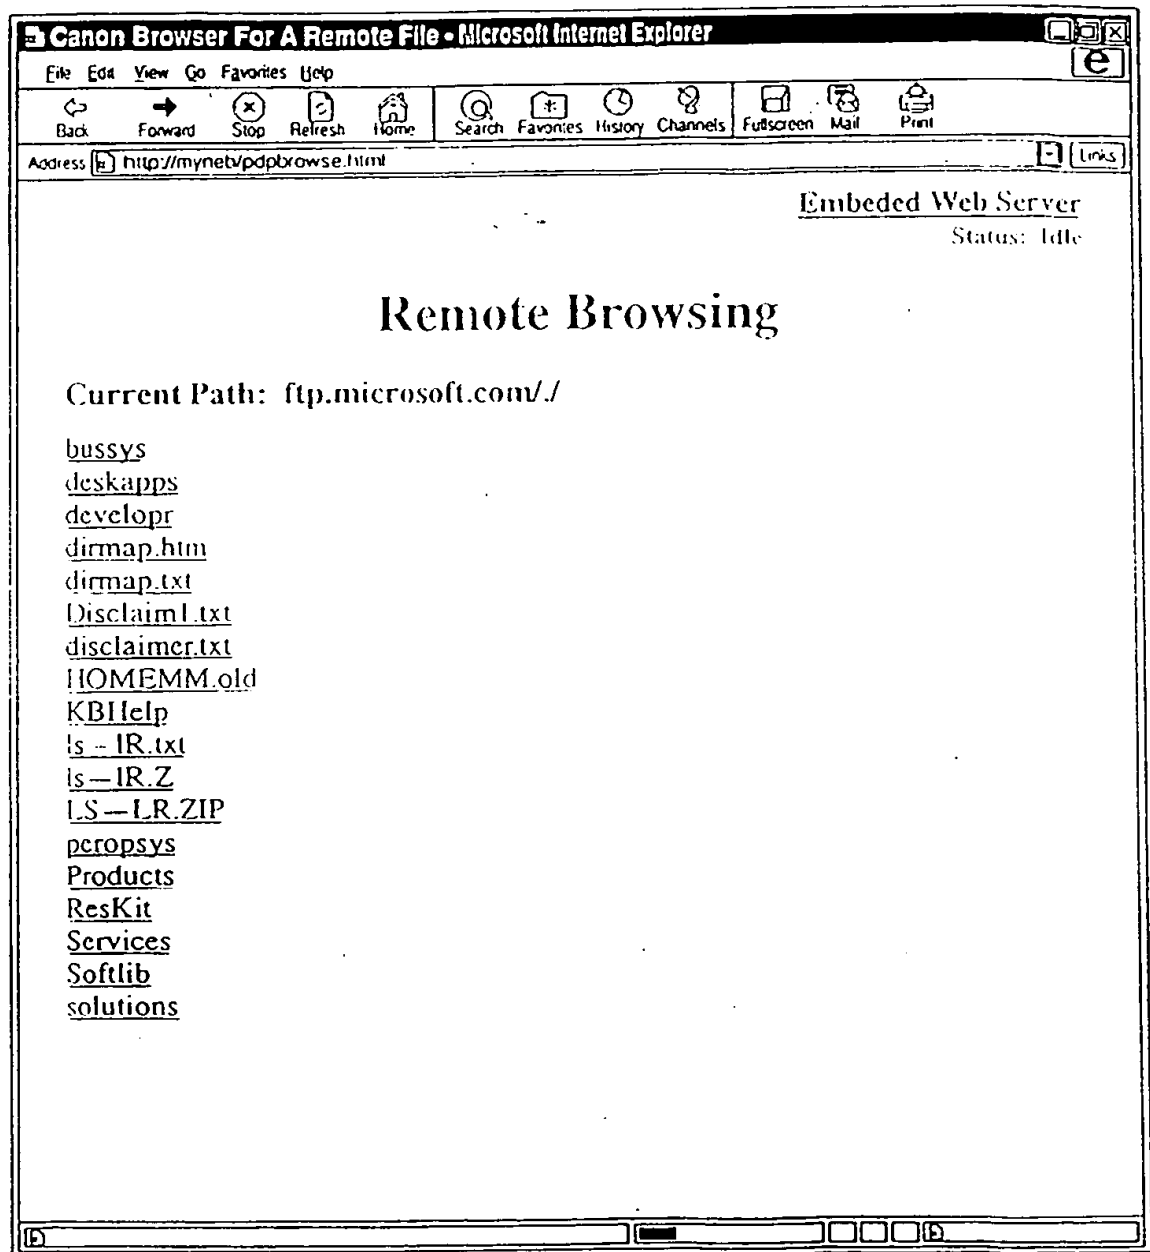 Canon Browser For A Remote File - Microsoft Internet Explorer
File Edit View Go Favorites Help
Back Forward Stop Refresh Home Search Favorites History Channels Fullscreen Mail Print
Address http://myneb/pdpbrowse.html Links
Embeded Web Server
Status: Idle
Remote Browsing
Current Path: ftp.microsoft.com/./
bussys
deskapps
developr
dirmap.htm
dirmap.txt
Disclaim1.txt
disclaimer.txt
HOMEMM.old
KBHelp
ls - lR.txt
ls — lR.Z
LS — LR.ZIP
peropsys
Products
ResKit
Services
Softlib
solutions